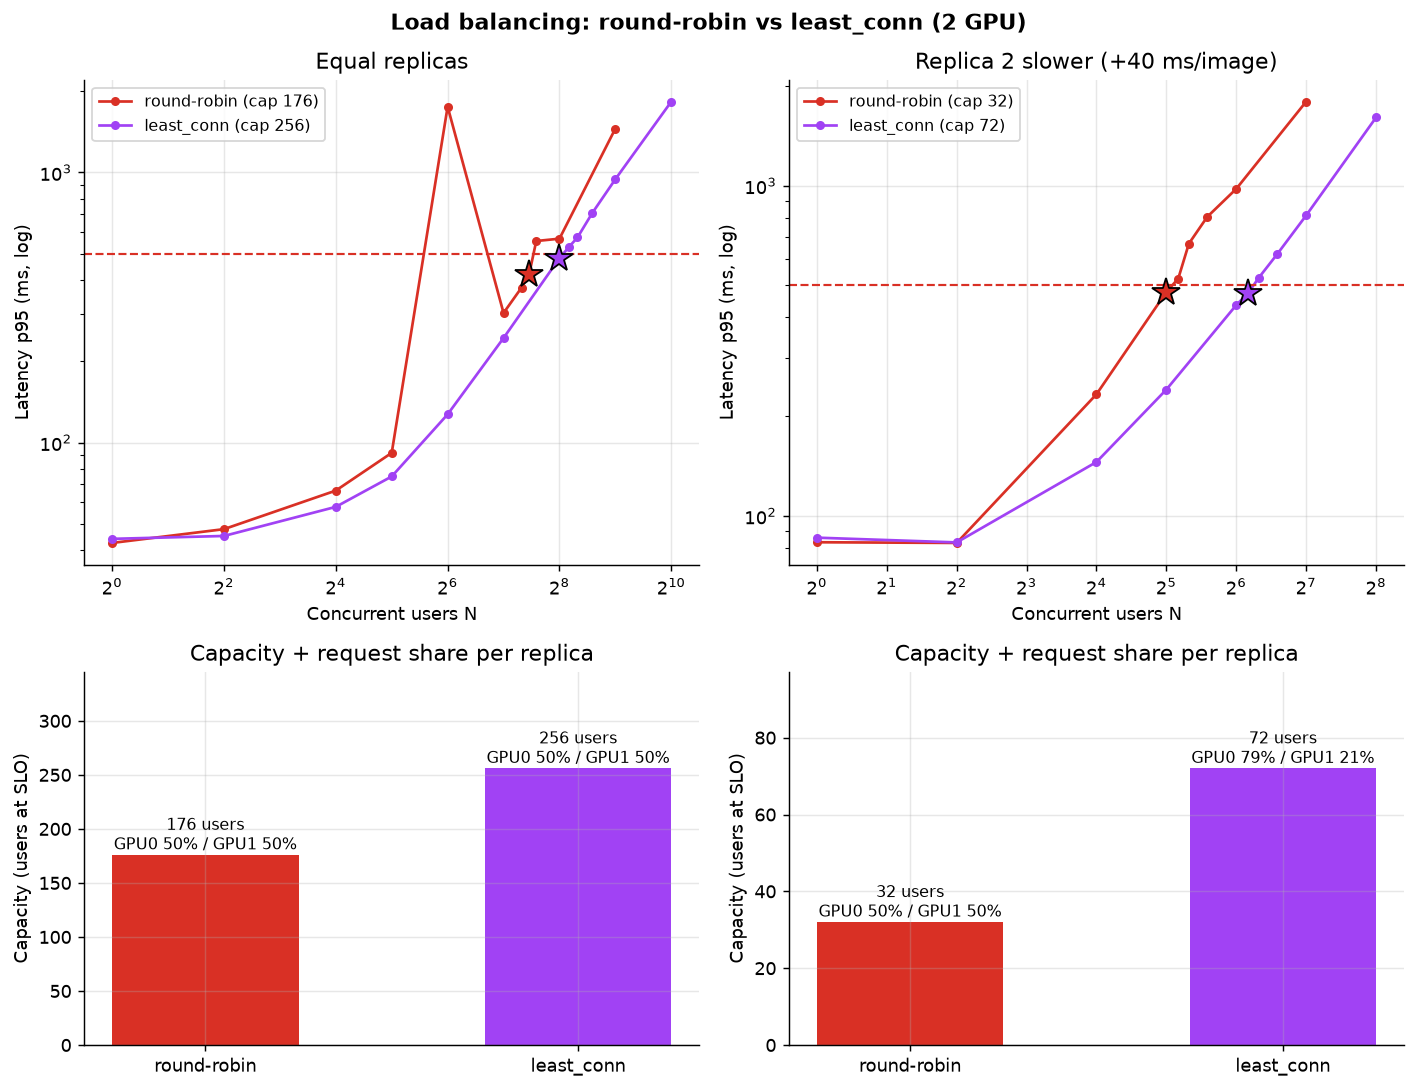 Load balancing: round-robin vs least_conn (2 GPU)
Equal replicas
round-robin (cap 176)
least_conn (cap 256)
Latency p95 (ms, log)
10³
10²
2⁰
2²
2⁴
2⁶
2⁸
2¹⁰
Concurrent users N
Replica 2 slower (+40 ms/image)
round-robin (cap 32)
least_conn (cap 72)
Latency p95 (ms, log)
10³
10²
2⁰
2¹
2²
2³
2⁴
2⁵
2⁶
2⁷
2⁸
Concurrent users N
Capacity + request share per replica
Capacity (users at SLO)
300
250
200
150
100
50
0
176 users
GPU0 50% / GPU1 50%
256 users
GPU0 50% / GPU1 50%
round-robin
least_conn
Capacity + request share per replica
Capacity (users at SLO)
80
60
40
20
0
32 users
GPU0 50% / GPU1 50%
72 users
GPU0 79% / GPU1 21%
round-robin
least_conn